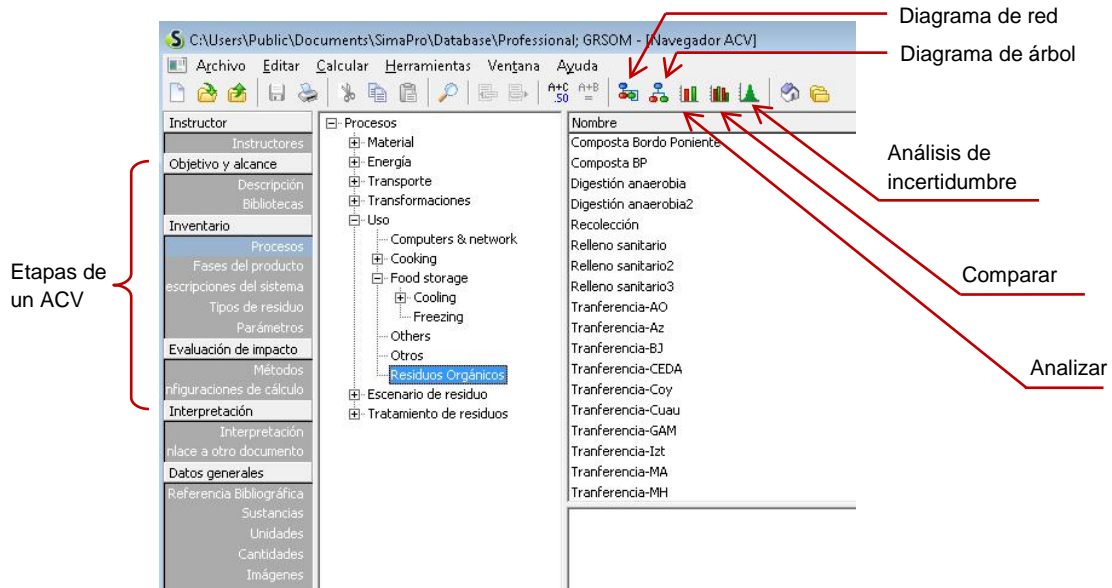 Diagrama de red
Diagrama de árbol
C:\Users\Public\Documents\SimaPro\Database\Professional; GRSOM - [Navegador ACV]
Archivo Editar Calcular Herramientas Ventana Ayuda
A+C
.50
A+B
=
Análisis de
incertidumbre
Comparar
Analizar
Etapas de
un ACV
Instructor
Instructores
Objetivo y alcance
Descripción
Bibliotecas
Inventario
Procesos
Fases del producto
escripciones del sistema
Tipos de residuo
Parámetros
Evaluación de impacto
Métodos
nfiguraciones de cálculo
Interpretación
Interpretación
nlace a otro documento
Datos generales
Referencia Bibliográfica
Sustancias
Unidades
Cantidades
Imágenes
Procesos
Material
Energía
Transporte
Transformaciones
Uso
Computers & network
Cooking
Food storage
Cooling
Freezing
Others
Otros
Residuos Orgánicos
Escenario de residuo
Tratamiento de residuos
Nombre
Composta Bordo Poniente
Composta BP
Digestión anaerobia
Digestión anaerobia2
Recolección
Relleno sanitario
Relleno sanitario2
Relleno sanitario3
Tranferencia-AO
Tranferencia-Az
Tranferencia-BJ
Tranferencia-CEDA
Tranferencia-Coy
Tranferencia-Cuau
Tranferencia-GAM
Tranferencia-Izt
Tranferencia-MA
Tranferencia-MH